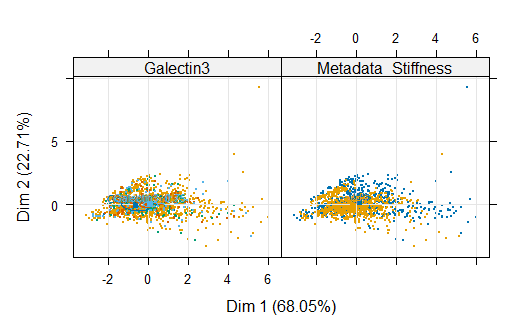 -2 0 2 4 6
Galectin3 Metadata_Stiffness
5
0
Dim 2 (22.71%)
-2 0 2 4 6
Dim 1 (68.05%)